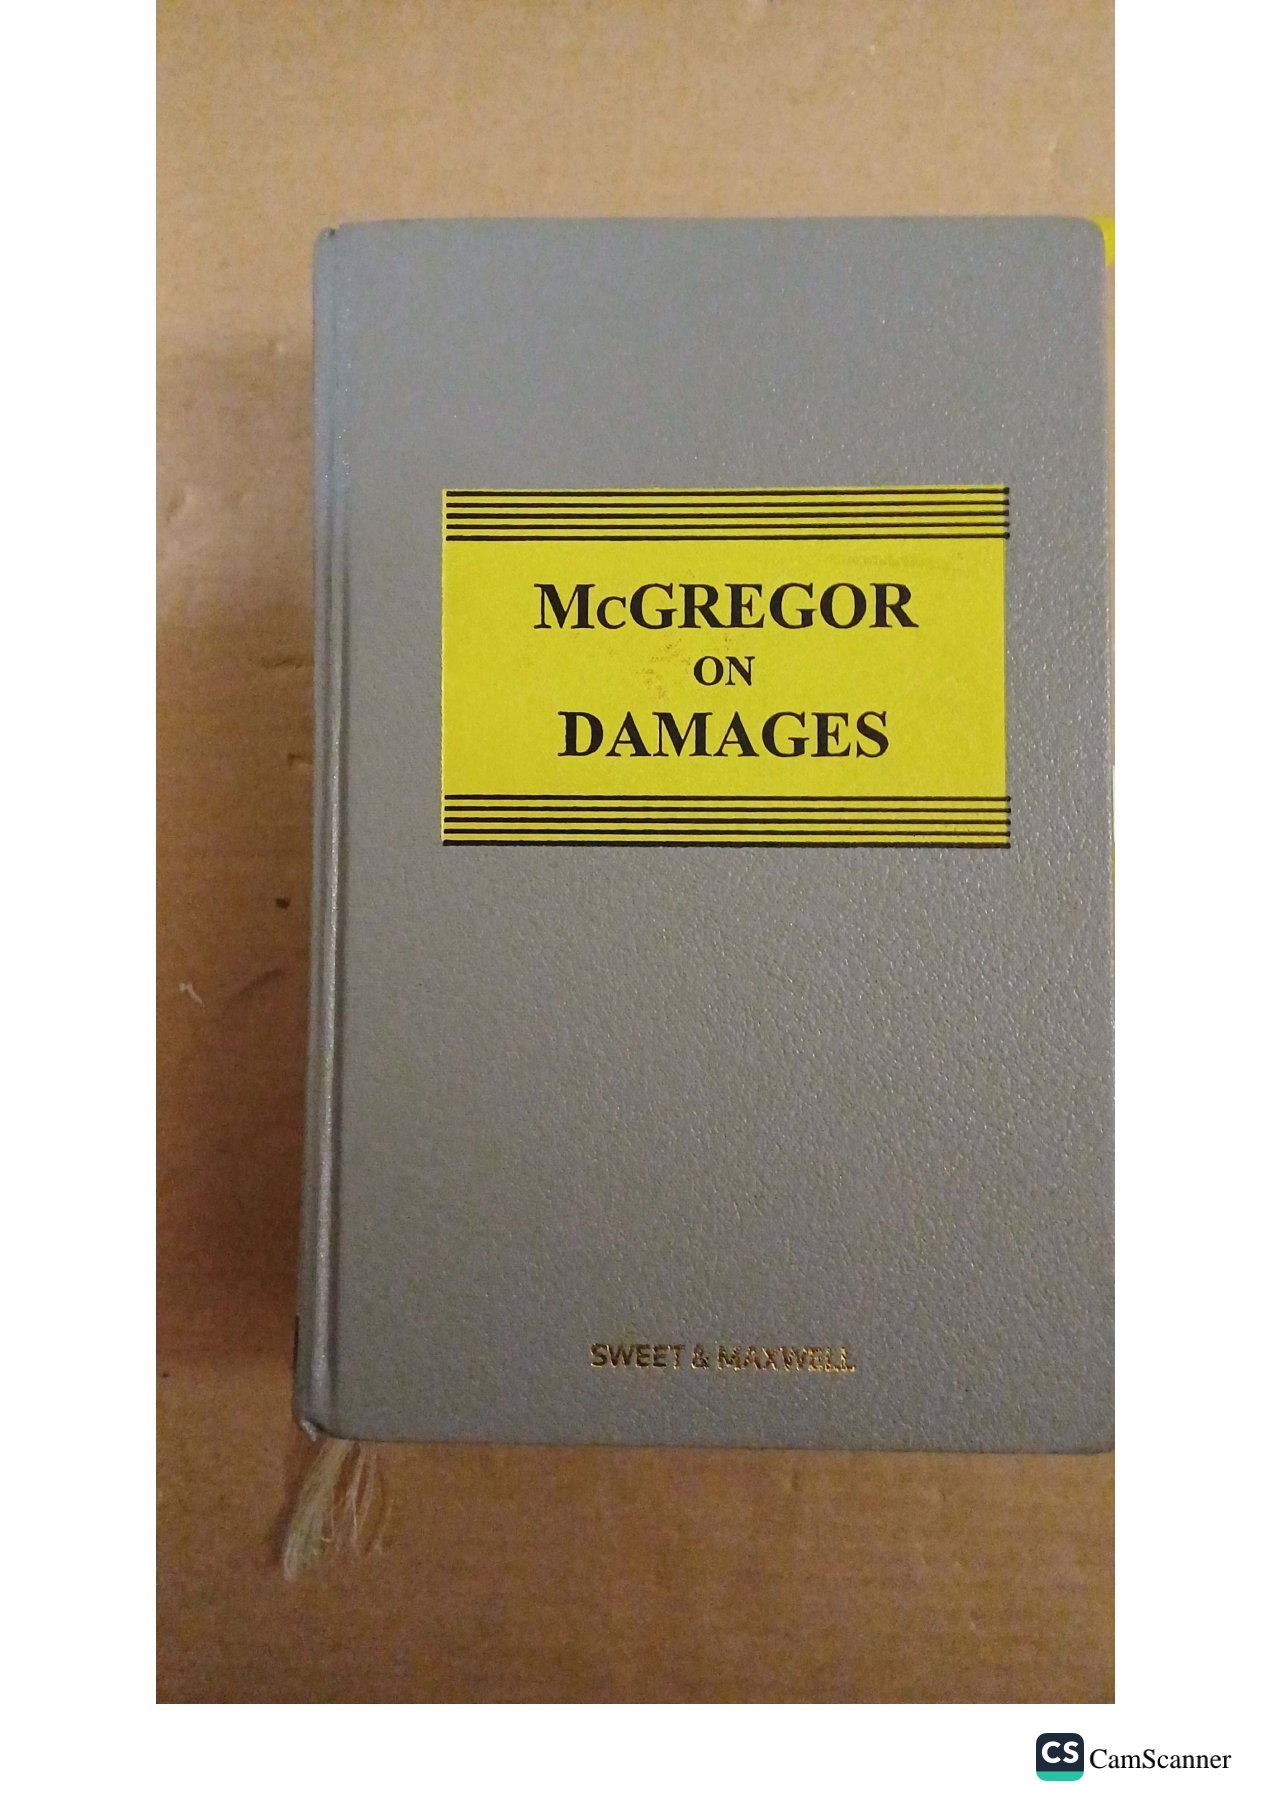 McGREGOR
ON
DAMAGES
SWEET & MAXWELL
CS CamScanner